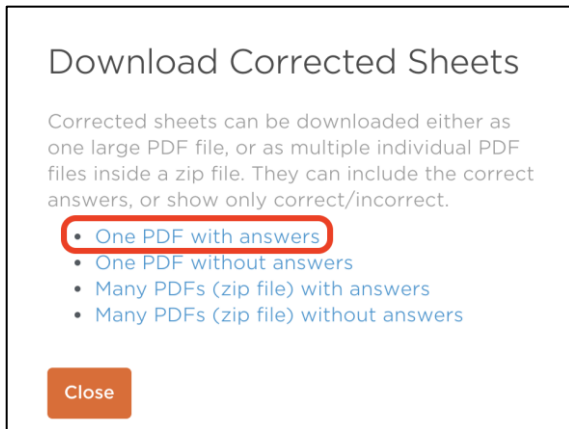 Download Corrected Sheets
Corrected sheets can be downloaded either as
one large PDF file, or as multiple individual PDF
files inside a zip file. They can include the correct
answers, or show only correct/incorrect.
• One PDF with answers
• One PDF without answers
• Many PDFs (zip file) with answers
• Many PDFs (zip file) without answers
Close